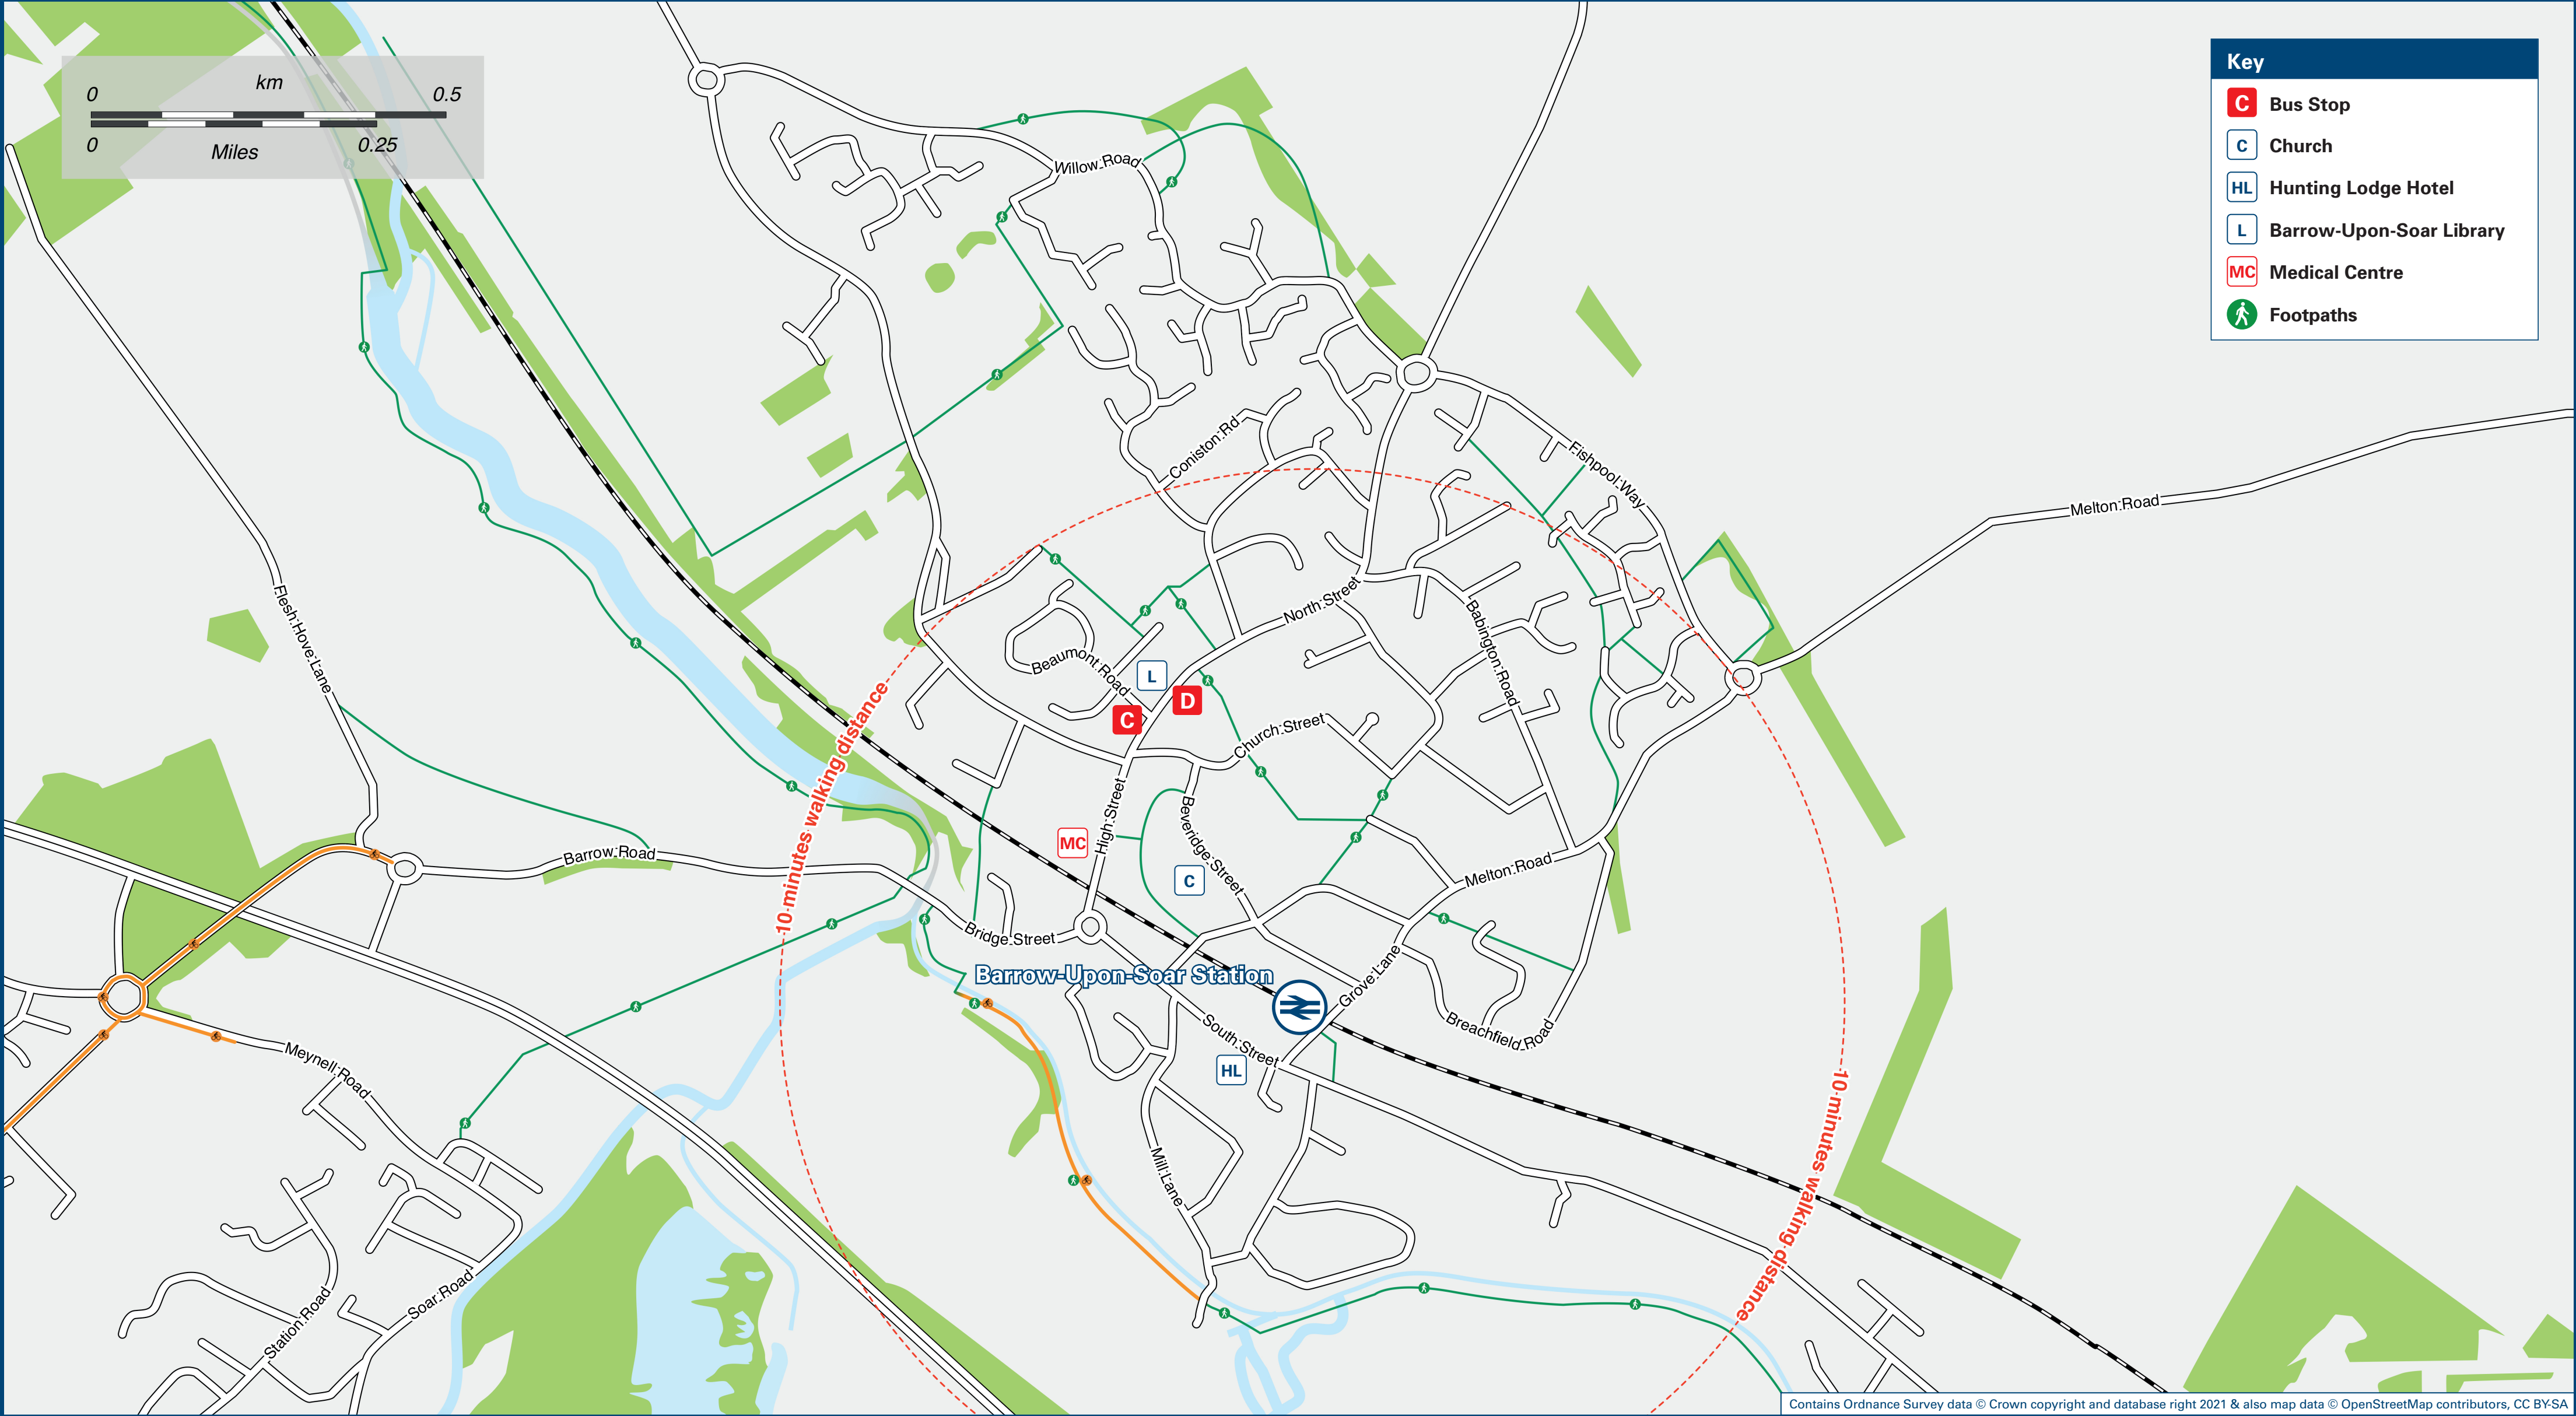 km
0 0.5
0 0.25
Miles
Key
C Bus Stop
C Church
HL Hunting Lodge Hotel
L Barrow-Upon-Soar Library
MC Medical Centre
Footpaths
Willow Road
Coniston Rd
Fishpool Way
Melton Road
Flesh Hove Lane
North Street
Babington Road
Beaumont Road
L
D
C
Church Street
10 minutes walking distance
High Street
Beveridge Street
MC
Barrow Road
C
Melton Road
Bridge Street
Barrow-Upon-Soar Station
Grove Lane
South Street
Breachfield Road
HL
Meynell Road
10 minutes walking distance
Mill Lane
Soar Road
Station Road
Contains Ordnance Survey data © Crown copyright and database right 2021 & also map data © OpenStreetMap contributors, CC BY-SA